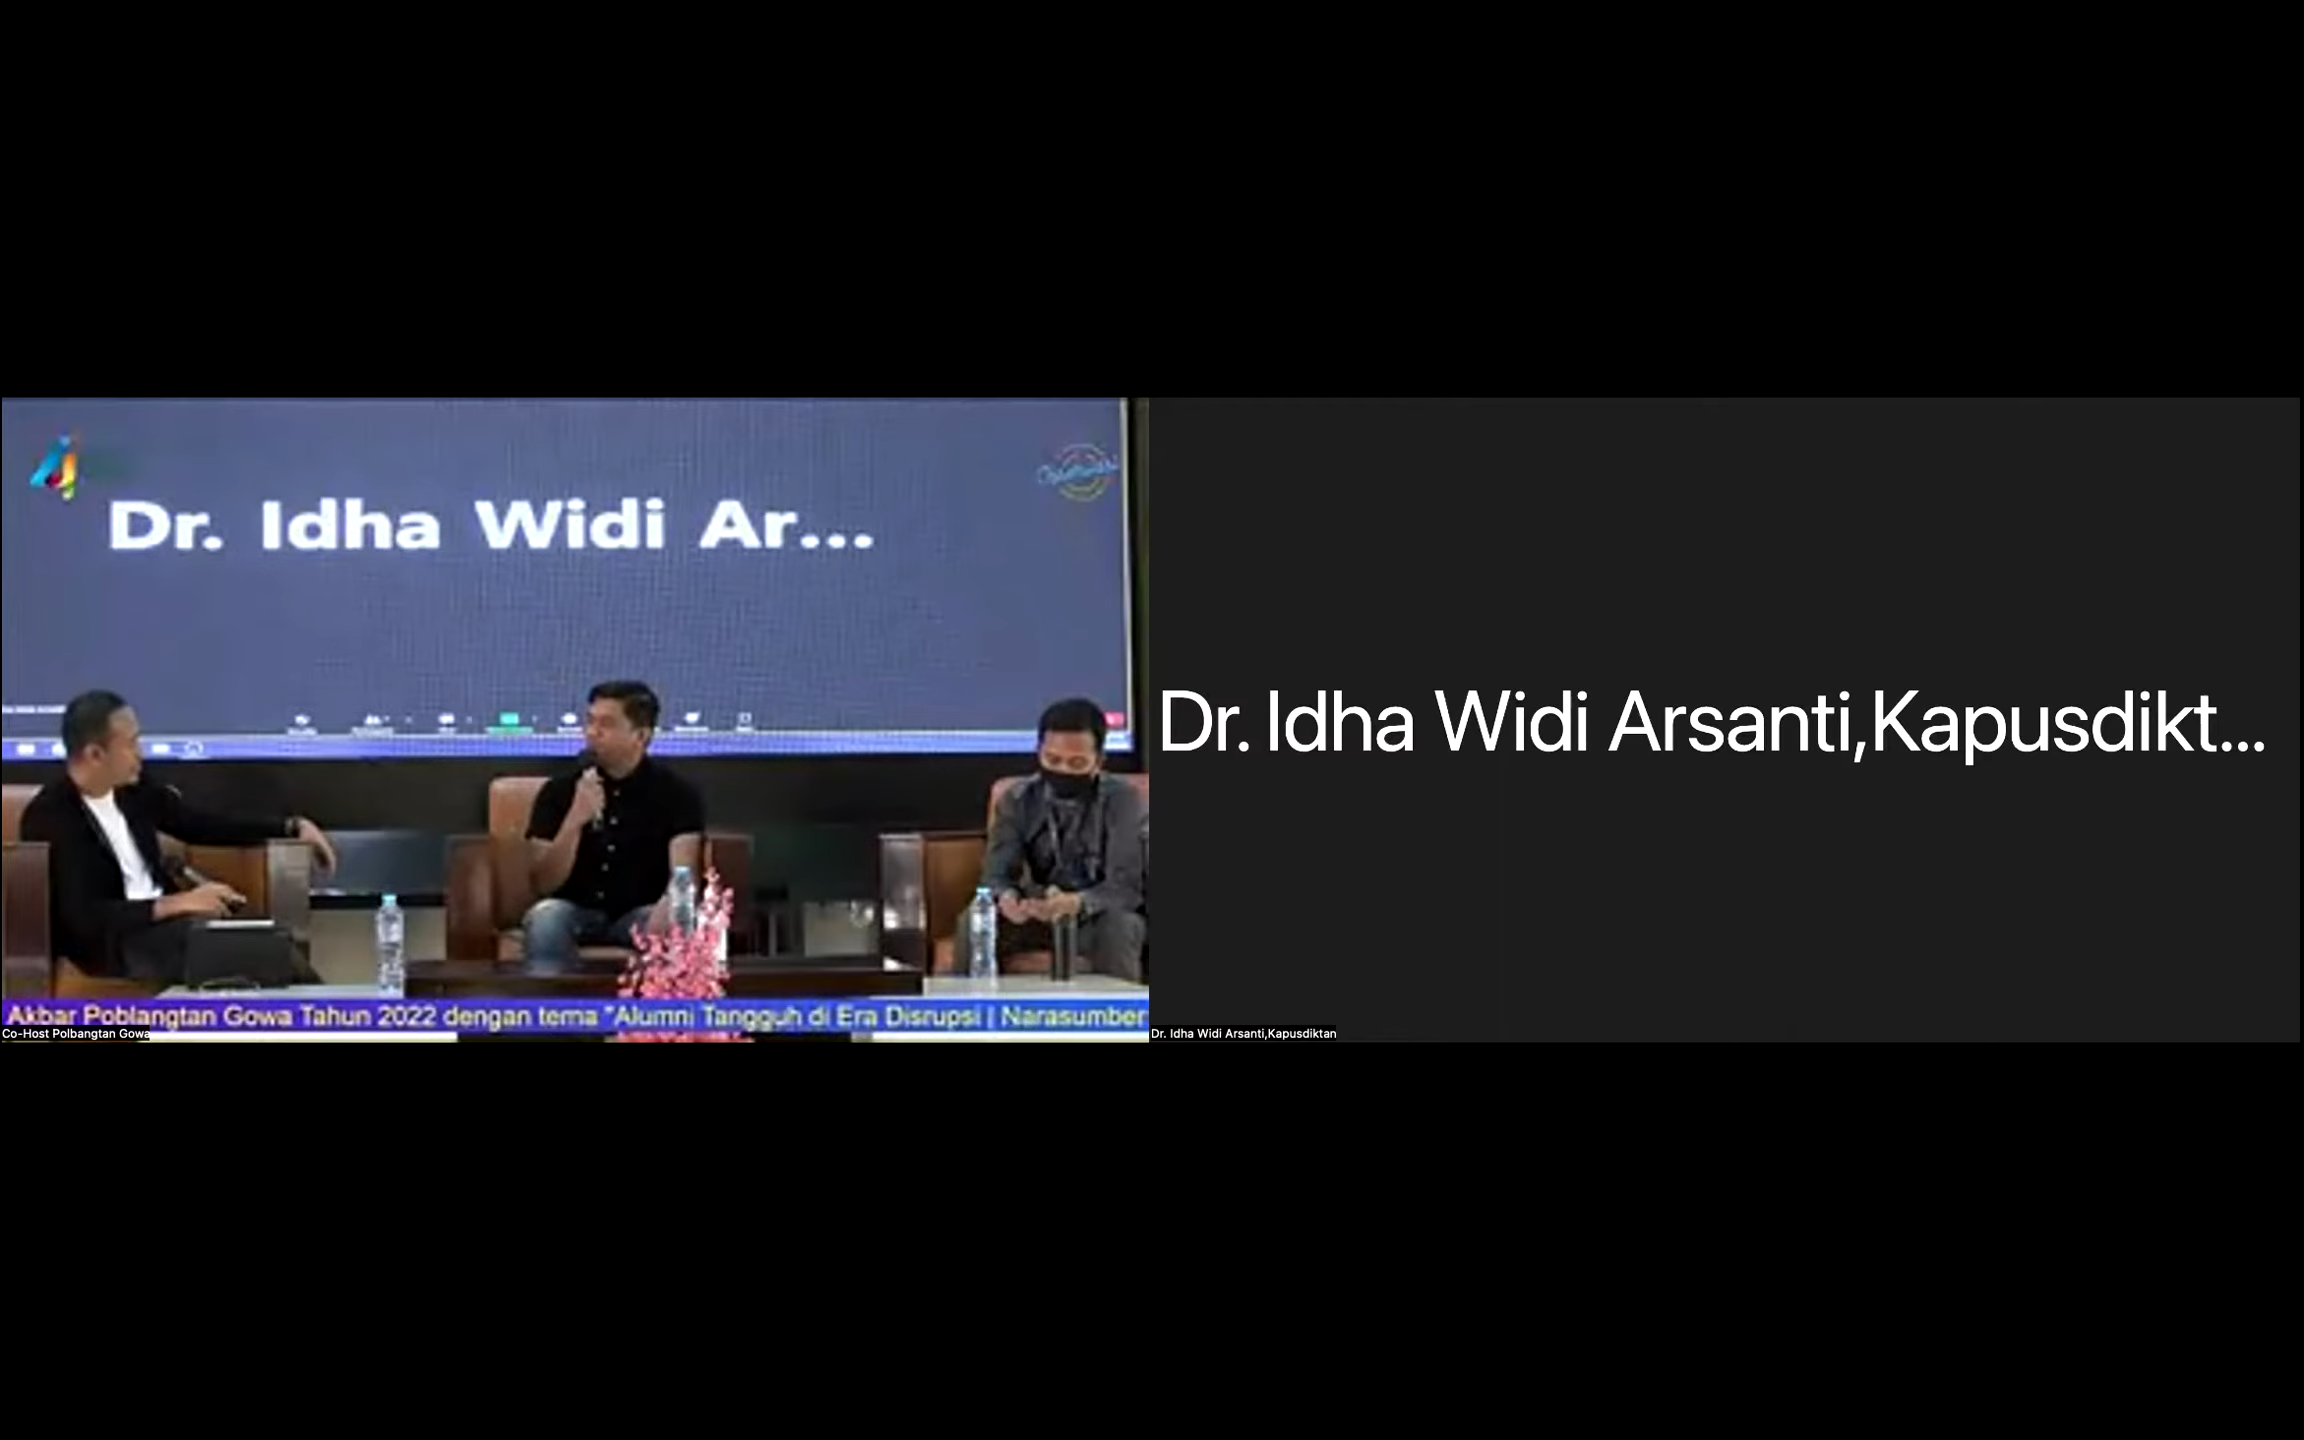 Dr. Idha Widi Ar...
Akbar Poblangtan Gowa Tahun 2022 dengan tema "Alumni Tangguh di Era Disrupsi | Narasumber
Co-Host Polbangtan Gowa
Dr. Idha Widi Arsanti,Kapusdikt...
Dr. Idha Widi Arsanti,Kapusdiktan